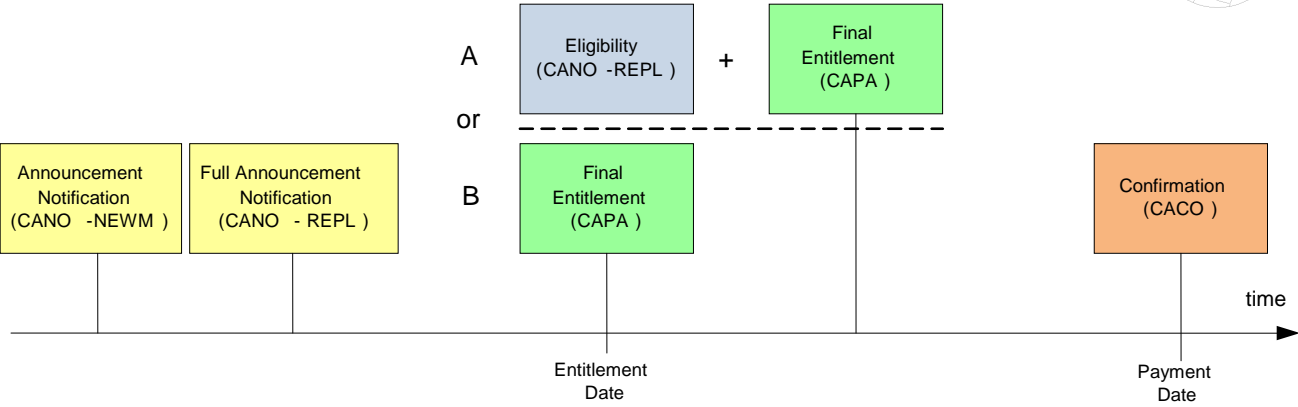 A
Eligibility
(CANO -REPL )
+
Final
Entitlement
(CAPA )
or
Announcement
Notification
(CANO -NEWM )
Full Announcement
Notification
(CANO - REPL )
B
Final
Entitlement
(CAPA )
Confirmation
(CACO )
time
Entitlement
Date
Payment
Date